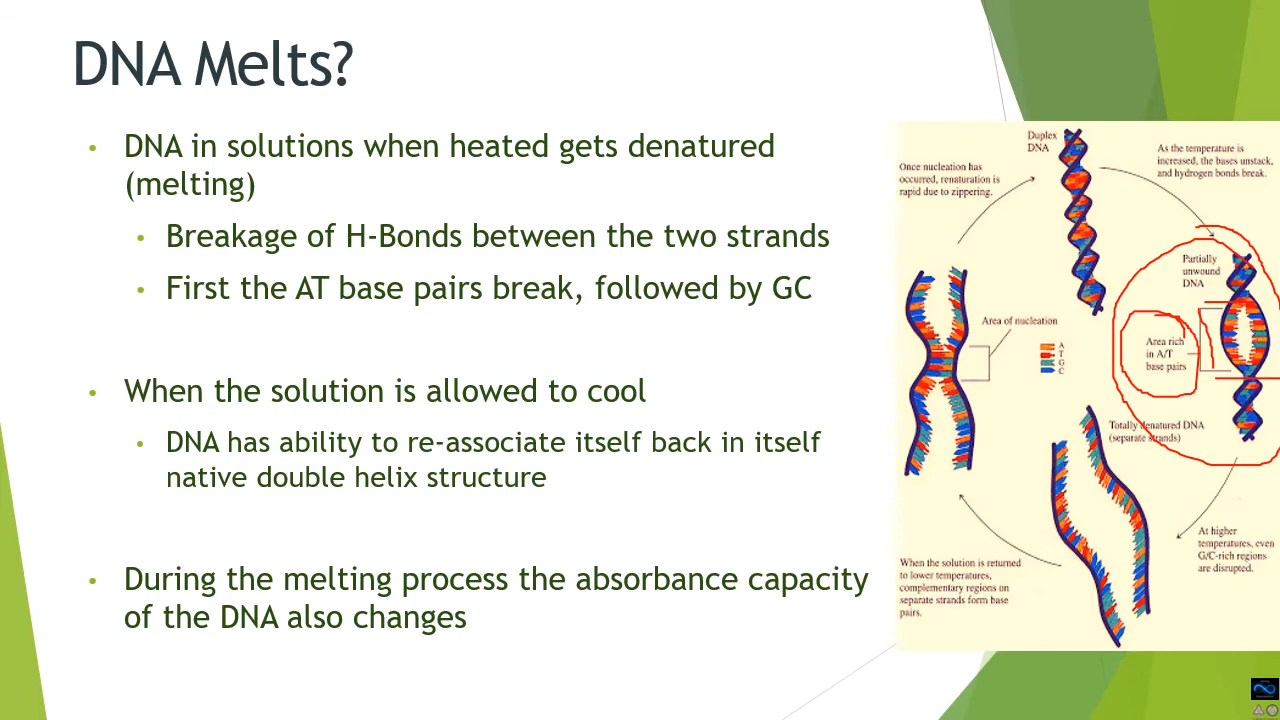 DNA Melts?
• DNA in solutions when heated gets denatured
(melting)
• Breakage of H-Bonds between the two strands
• First the AT base pairs break, followed by GC
• When the solution is allowed to cool
• DNA has ability to re-associate itself back in itself
native double helix structure
• During the melting process the absorbance capacity
of the DNA also changes
Duplex
DNA
As the temperature is
increased, the bases unstack,
and hydrogen bonds break.
Once nucleation has
occurred, renaturation is
rapid due to zippering.
Partially
unwound
DNA
Area of nucleation
A
T
G
C
Area rich
in A/T
base pairs
Totally denatured DNA
(separate strands)
At higher
temperatures, even
G/C-rich regions
are disrupted.
When the solution is returned
to lower temperatures,
complementary regions on
separate strands form base
pairs.